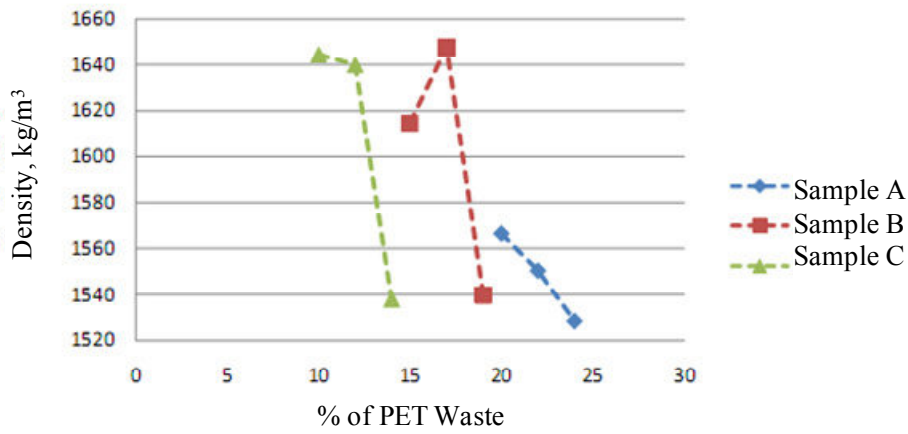 1660
1640
1620
1600
1580
1560
1540
1520
Density, kg/m³
0 5 10 15 20 25 30
% of PET Waste
Sample A
Sample B
Sample C